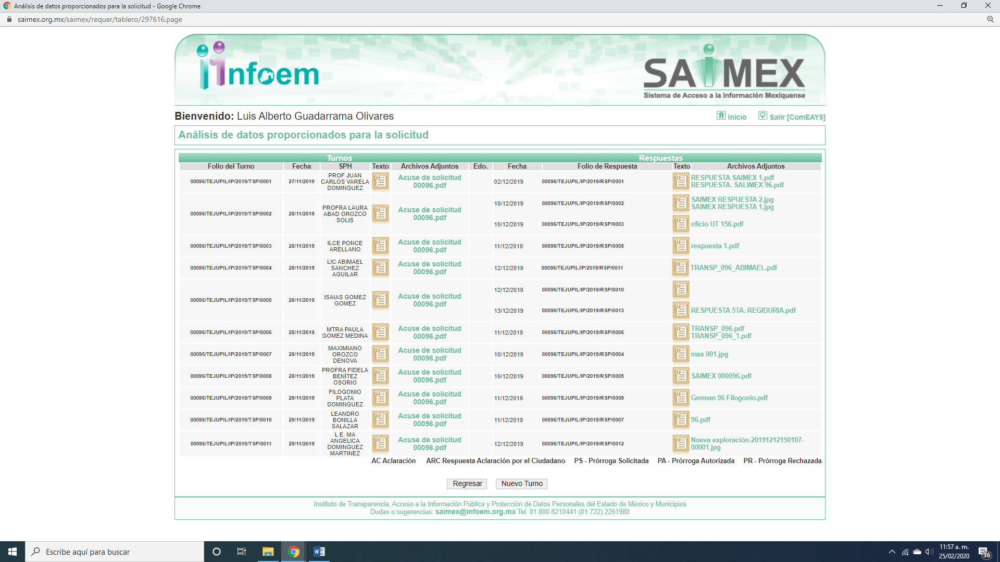 Análisis de datos proporcionados para la solicitud - Google Chrome
saimex.org.mx/saimex/requer/tablero/297616.page
infoem
SAIMEX
Sistema de Acceso a la Información Mexiquense
Bienvenido: Luis Alberto Guadarrama Olivares
Inicio Salir [ComEAY5]
Análisis de datos proporcionados para la solicitud
Turnos Respuestas
Folio del Turno Fecha SPH Texto Archivos Adjuntos Edo. Fecha Folio de Respuesta Texto Archivos Adjuntos
00096/TEJUPIL/IP/2019/TSP/0001 27/11/2019 PROF JUAN CARLOS VARELA DOMINGUEZ Acuse de solicitud 00096.pdf 02/12/2019 00096/TEJUPIL/IP/2019/RSP/0001 RESPUESTA SAIMEX 1.pdf
RESPUESTA. SALIMEX 96.pdf
00096/TEJUPIL/IP/2019/TSP/0002 28/11/2019 PROFRA LAURA ABAD OROZCO SOLIS Acuse de solicitud 00096.pdf 10/12/2019 00096/TEJUPIL/IP/2019/RSP/0002 SAIMEX RESPUESTA 2.jpg
SAIMEX RESPUESTA 1.jpg
10/12/2019 00096/TEJUPIL/IP/2019/RSP/0003 oficio UT 156.pdf
00096/TEJUPIL/IP/2019/TSP/0003 28/11/2019 ILCE PONCE ARELLANO Acuse de solicitud 00096.pdf 11/12/2019 00096/TEJUPIL/IP/2019/RSP/0008 respuesta 1.pdf
00096/TEJUPIL/IP/2019/TSP/0004 28/11/2019 LIC ABIMAEL SANCHEZ AGUILAR Acuse de solicitud 00096.pdf 12/12/2019 00096/TEJUPIL/IP/2019/RSP/0011 TRANSP_096_ABIMAEL.pdf
00096/TEJUPIL/IP/2019/TSP/0005 28/11/2019 ISAIAS GOMEZ GOMEZ Acuse de solicitud 00096.pdf 12/12/2019 00096/TEJUPIL/IP/2019/RSP/0010
13/12/2019 00096/TEJUPIL/IP/2019/RSP/0013 RESPUESTA 5TA. REGIDURIA.pdf
00096/TEJUPIL/IP/2019/TSP/0006 28/11/2019 MTRA PAULA GOMEZ MEDINA Acuse de solicitud 00096.pdf 11/12/2019 00096/TEJUPIL/IP/2019/RSP/0006 TRANSP_096.pdf
TRANSP_096_1.pdf
00096/TEJUPIL/IP/2019/TSP/0007 28/11/2019 MAXIMIANO OROZCO DENOVA Acuse de solicitud 00096.pdf 10/12/2019 00096/TEJUPIL/IP/2019/RSP/0004 max 001.jpg
00096/TEJUPIL/IP/2019/TSP/0008 28/11/2019 PROFRA FIDELA BENÍTEZ OSORIO Acuse de solicitud 00096.pdf 10/12/2019 00096/TEJUPIL/IP/2019/RSP/0005 SAIMEX 000096.pdf
00096/TEJUPIL/IP/2019/TSP/0009 29/11/2019 FILOGONIO PLATA DOMINGUEZ Acuse de solicitud 00096.pdf 11/12/2019 00096/TEJUPIL/IP/2019/RSP/0009 German 96 Filogonio.pdf
00096/TEJUPIL/IP/2019/TSP/0010 29/11/2019 LEANDRO BONILLA SALAZAR Acuse de solicitud 00096.pdf 11/12/2019 00096/TEJUPIL/IP/2019/RSP/0007 96.pdf
00096/TEJUPIL/IP/2019/TSP/0011 29/11/2019 L.E. MA ANGELICA DOMINGUEZ MARTINEZ Acuse de solicitud 00096.pdf 12/12/2019 00096/TEJUPIL/IP/2019/RSP/0012 Nueva exploración-20191212150107-00001.jpg
AC Aclaración ARC Respuesta Aclaración por el Ciudadano PS - Prórroga Solicitada PA - Prórroga Autorizada PR - Prórroga Rechazada
Regresar Nuevo Turno
Instituto de Transparencia, Acceso a la Información Pública y Protección de Datos Personales del Estado de México y Municipios
Dudas o sugerencias: saimex@infoem.org.mx Tel. 01 800 8210441 (01 722) 2261980
Escribe aquí para buscar
11:57 a. m.
25/02/2020
36